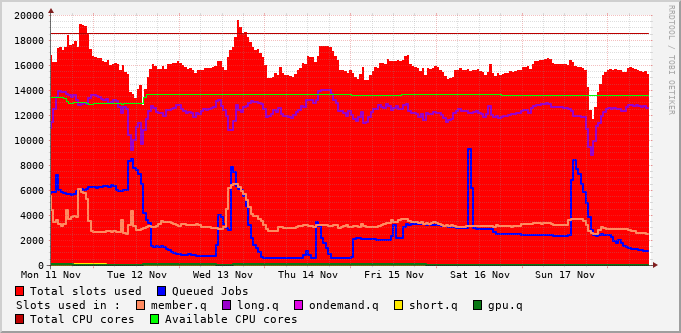 20000
18000
16000
14000
12000
10000
8000
6000
4000
2000
0
Mon 11 Nov Tue 12 Nov Wed 13 Nov Thu 14 Nov Fri 15 Nov Sat 16 Nov Sun 17 Nov
Total slots used Queued Jobs
Slots used in : member.q long.q ondemand.q short.q gpu.q
Total CPU cores Available CPU cores
RRDTOOL / TOBI OETIKER